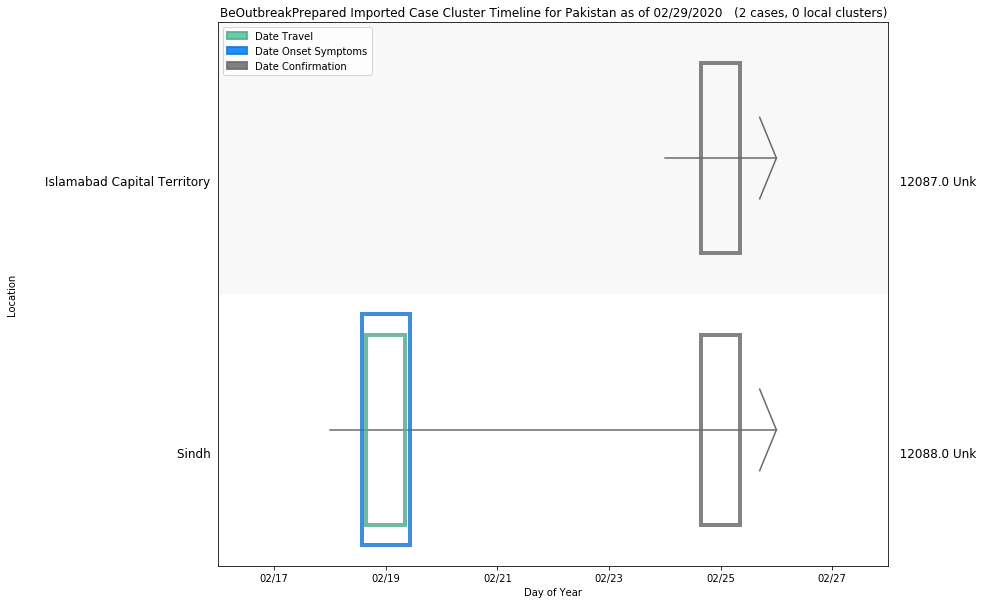 BeOutbreakPrepared Imported Case Cluster Timeline for Pakistan as of 02/29/2020   (2 cases, 0 local clusters)
Date Travel
Date Onset Symptoms
Date Confirmation
Islamabad Capital Territory
12087.0 Unk
Location
Sindh
12088.0 Unk
02/17 02/19 02/21 02/23 02/25 02/27
Day of Year